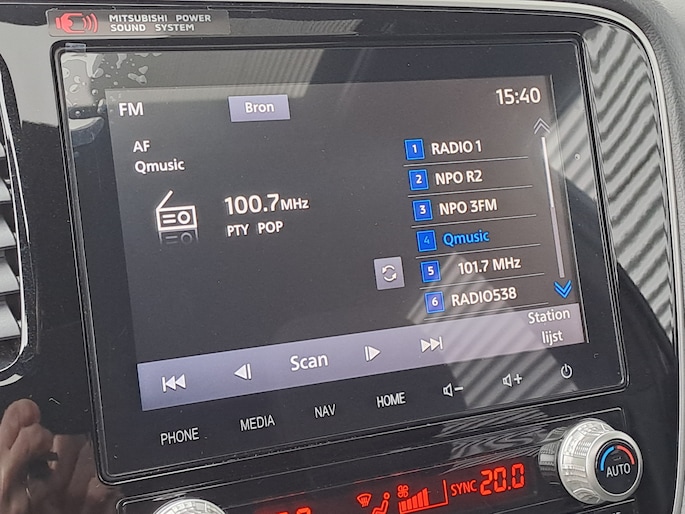 MITSUBISHI POWER
SOUND SYSTEM
FM
Bron
15:40
AF
Qmusic
100.7 MHz
PTY POP
1 RADIO 1
2 NPO R2
3 NPO 3FM
4 Qmusic
5 101.7 MHz
6 RADIO538
Scan
Station
lijst
PHONE
MEDIA
NAV
HOME
SYNC 20.0
AUTO